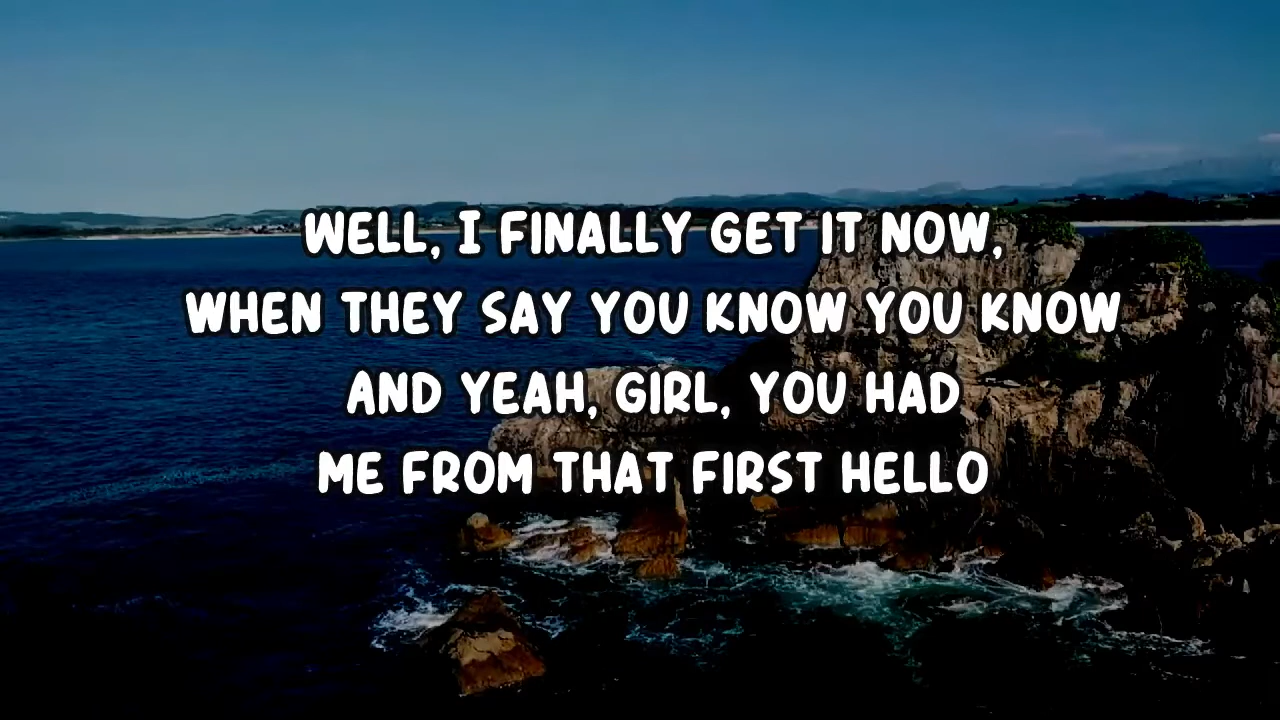 WELL, I FINALLY GET IT NOW,
WHEN THEY SAY YOU KNOW YOU KNOW
AND YEAH, GIRL, YOU HAD
ME FROM THAT FIRST HELLO